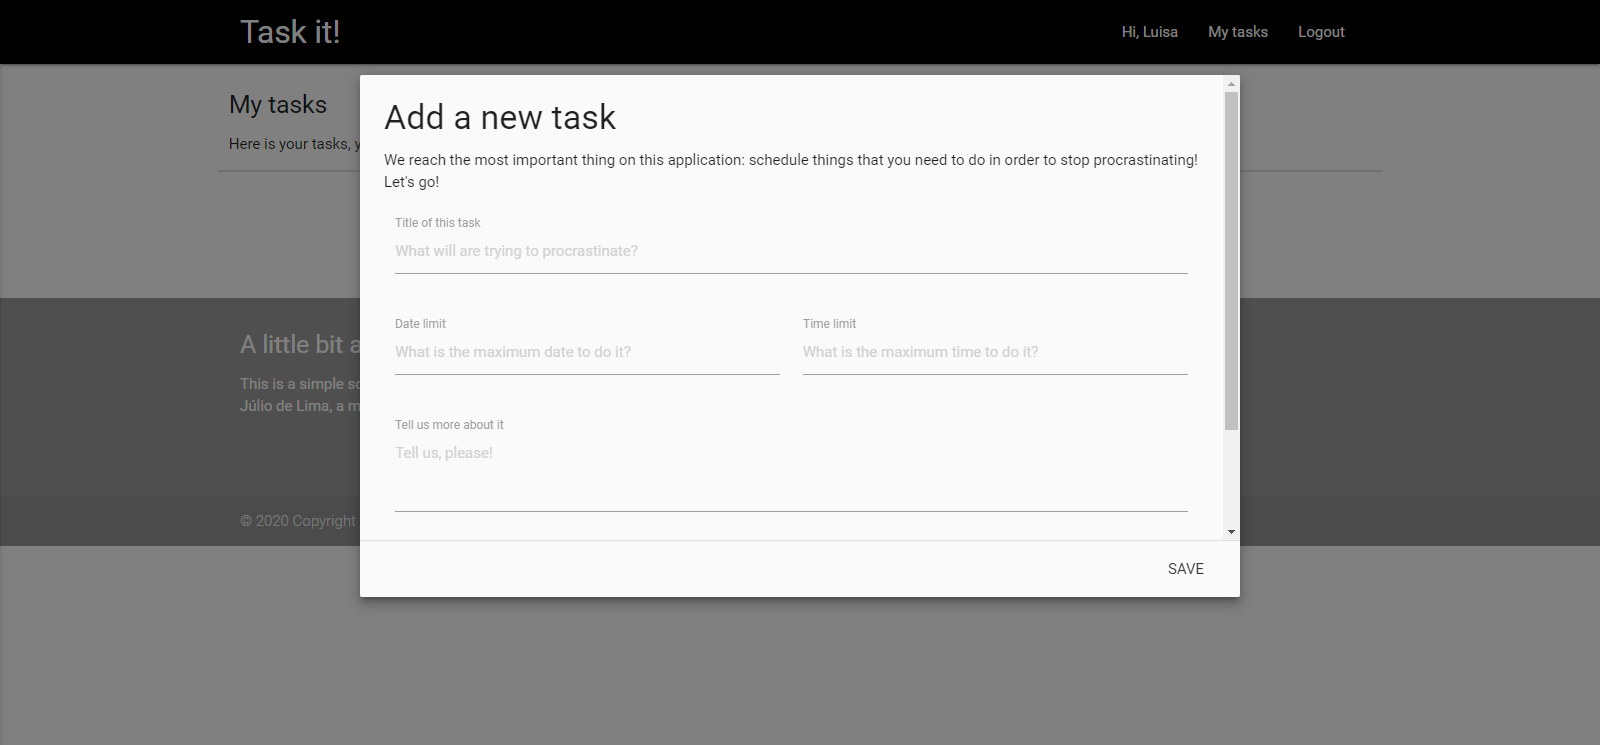 Task it!
Hi, Luisa
My tasks
Logout
My tasks
Here is your tasks,
Add a new task
We reach the most important thing on this application: schedule things that you need to do in order to stop procrastinating!
Let's go!
Title of this task
What will are trying to procrastinate?
Date limit
Time limit
What is the maximum date to do it?
What is the maximum time to do it?
Tell us more about it
Tell us, please!
A little bit
This is a simple
Júlio de Lima, a
© 2020 Copyright
SAVE